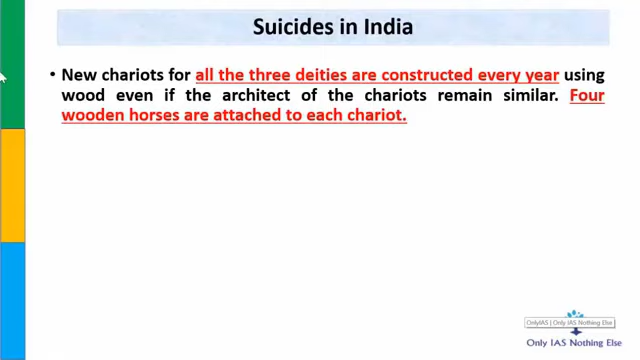 Suicides in India
• New chariots for all the three deities are constructed every year using
wood even if the architect of the chariots remain similar. Four
wooden horses are attached to each chariot.
OnlyIAS | Only IAS Nothing Else
Only IAS Nothing Else